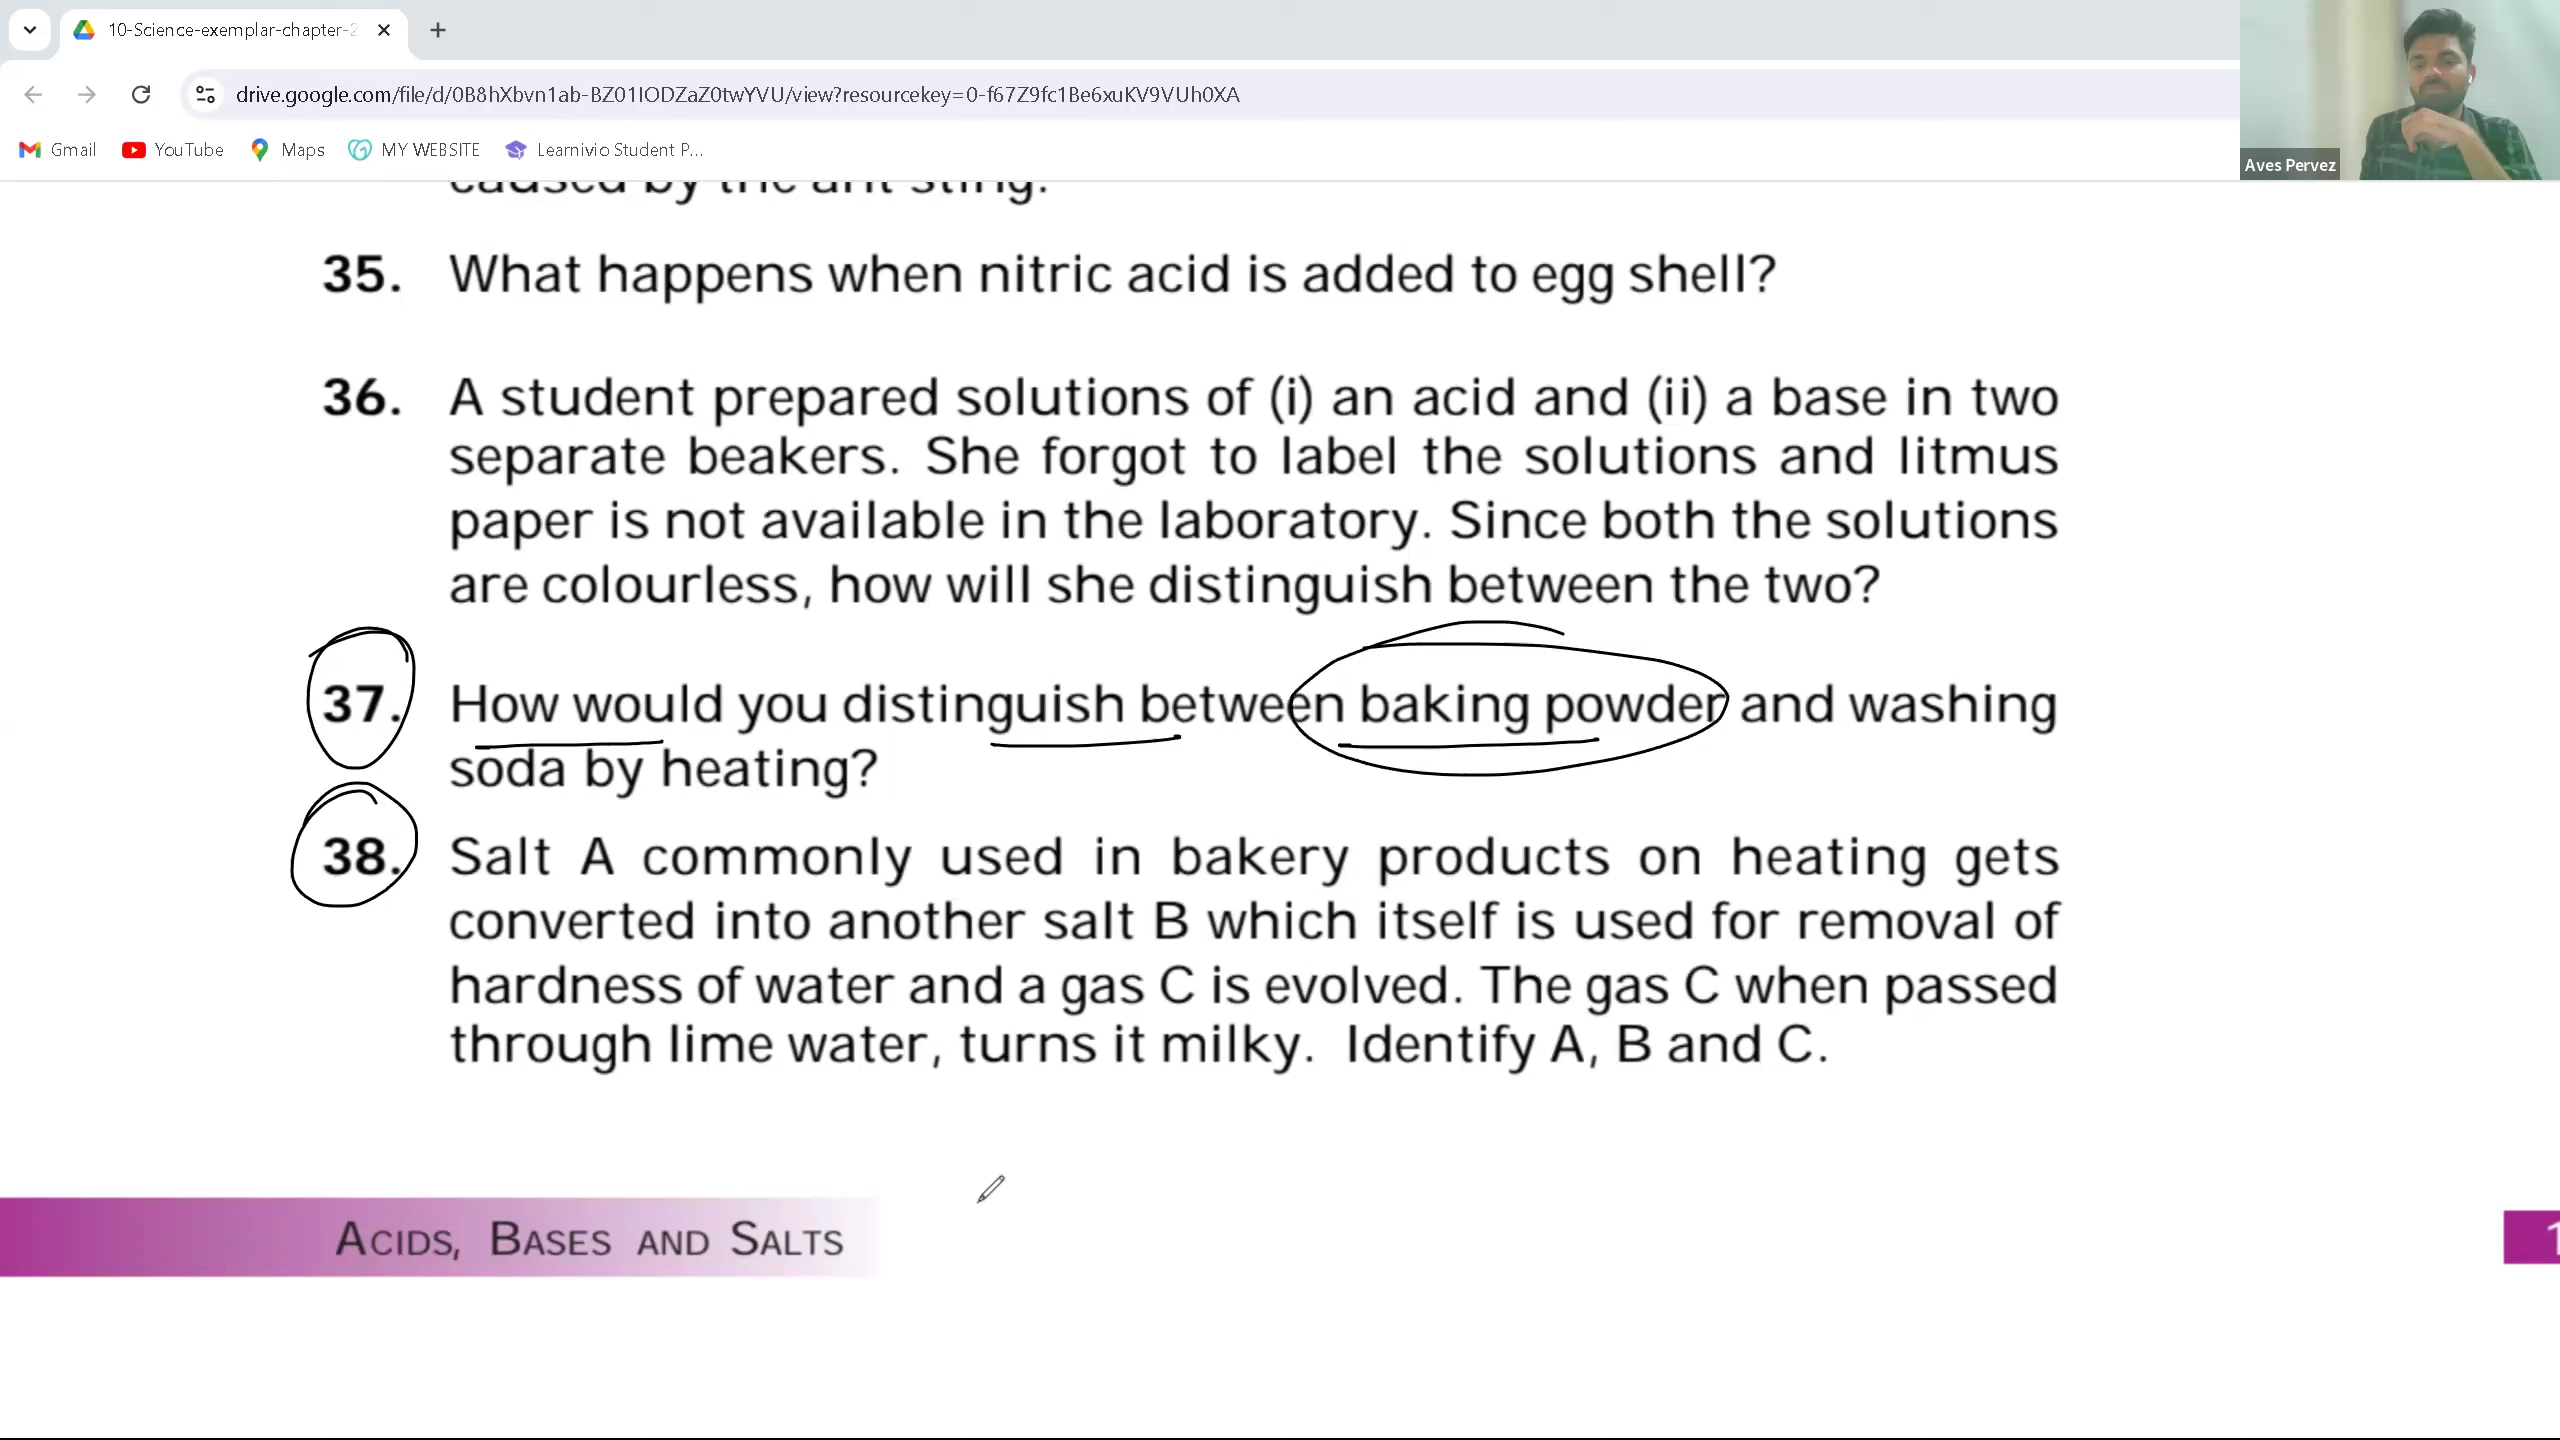 10-Science-exemplar-chapter-2
drive.google.com/file/d/0B8hXbvn1ab-BZ01IODZaZ0twYVU/view?resourcekey=0-f67Z9fc1Be6xuKV9VUh0XA
Gmail YouTube Maps MY WEBSITE Learnivio Student P...
Aves Pervez
caused by the ant sting.
35. What happens when nitric acid is added to egg shell?
36. A student prepared solutions of (i) an acid and (ii) a base in two
separate beakers. She forgot to label the solutions and litmus
paper is not available in the laboratory. Since both the solutions
are colourless, how will she distinguish between the two?
37. How would you distinguish between baking powder and washing
soda by heating?
38. Salt A commonly used in bakery products on heating gets
converted into another salt B which itself is used for removal of
hardness of water and a gas C is evolved. The gas C when passed
through lime water, turns it milky. Identify A, B and C.
ACIDS, BASES AND SALTS